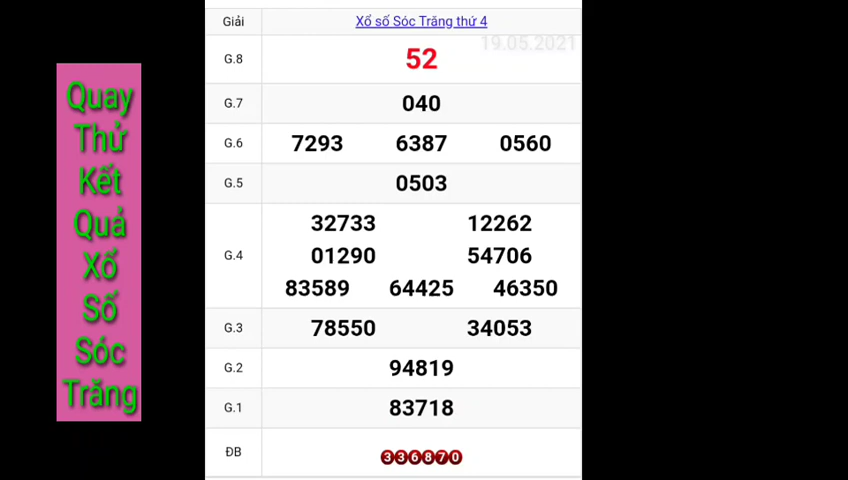 Quay
Thử
Kết
Quả
Xổ
Số
Sóc
Trăng
Giải Xổ số Sóc Trăng thứ 4
19.05.2021
G.8 52
G.7 040
G.6 7293 6387 0560
G.5 0503
32733 12262
G.4 01290 54706
83589 64425 46350
G.3 78550 34053
G.2 94819
G.1 83718
ĐB 336870